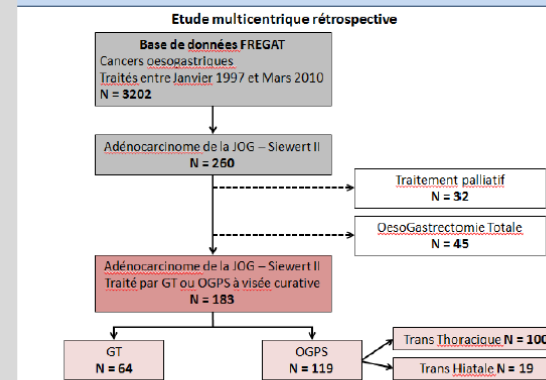 Etude multicentrique rétrospective
Base de données FREGAT
Cancers oesogastriques
Traités entre Janvier 1997 et Mars 2010
N = 3202
Adénocarcinome de la JOG – Siewert II
N = 260
Traitement palliatif
N = 32
OesoGastrectomie Totale
N = 45
Adénocarcinome de la JOG – Siewert II
Traité par GT ou OGPS à visée curative
N = 183
GT
N = 64
OGPS
N = 119
Trans Thoracique N = 100
Trans Hiatale N = 19